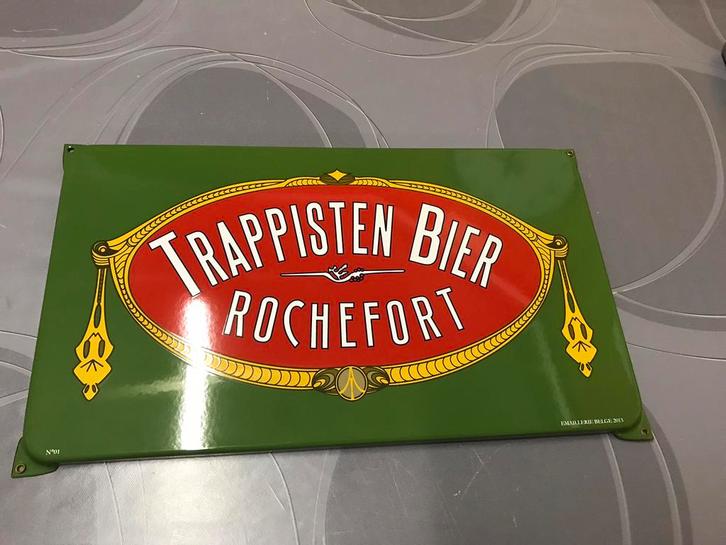 TRAPPISTEN BIER
ROCHEFORT
N°01
EMAILLERIE BELGE 2013